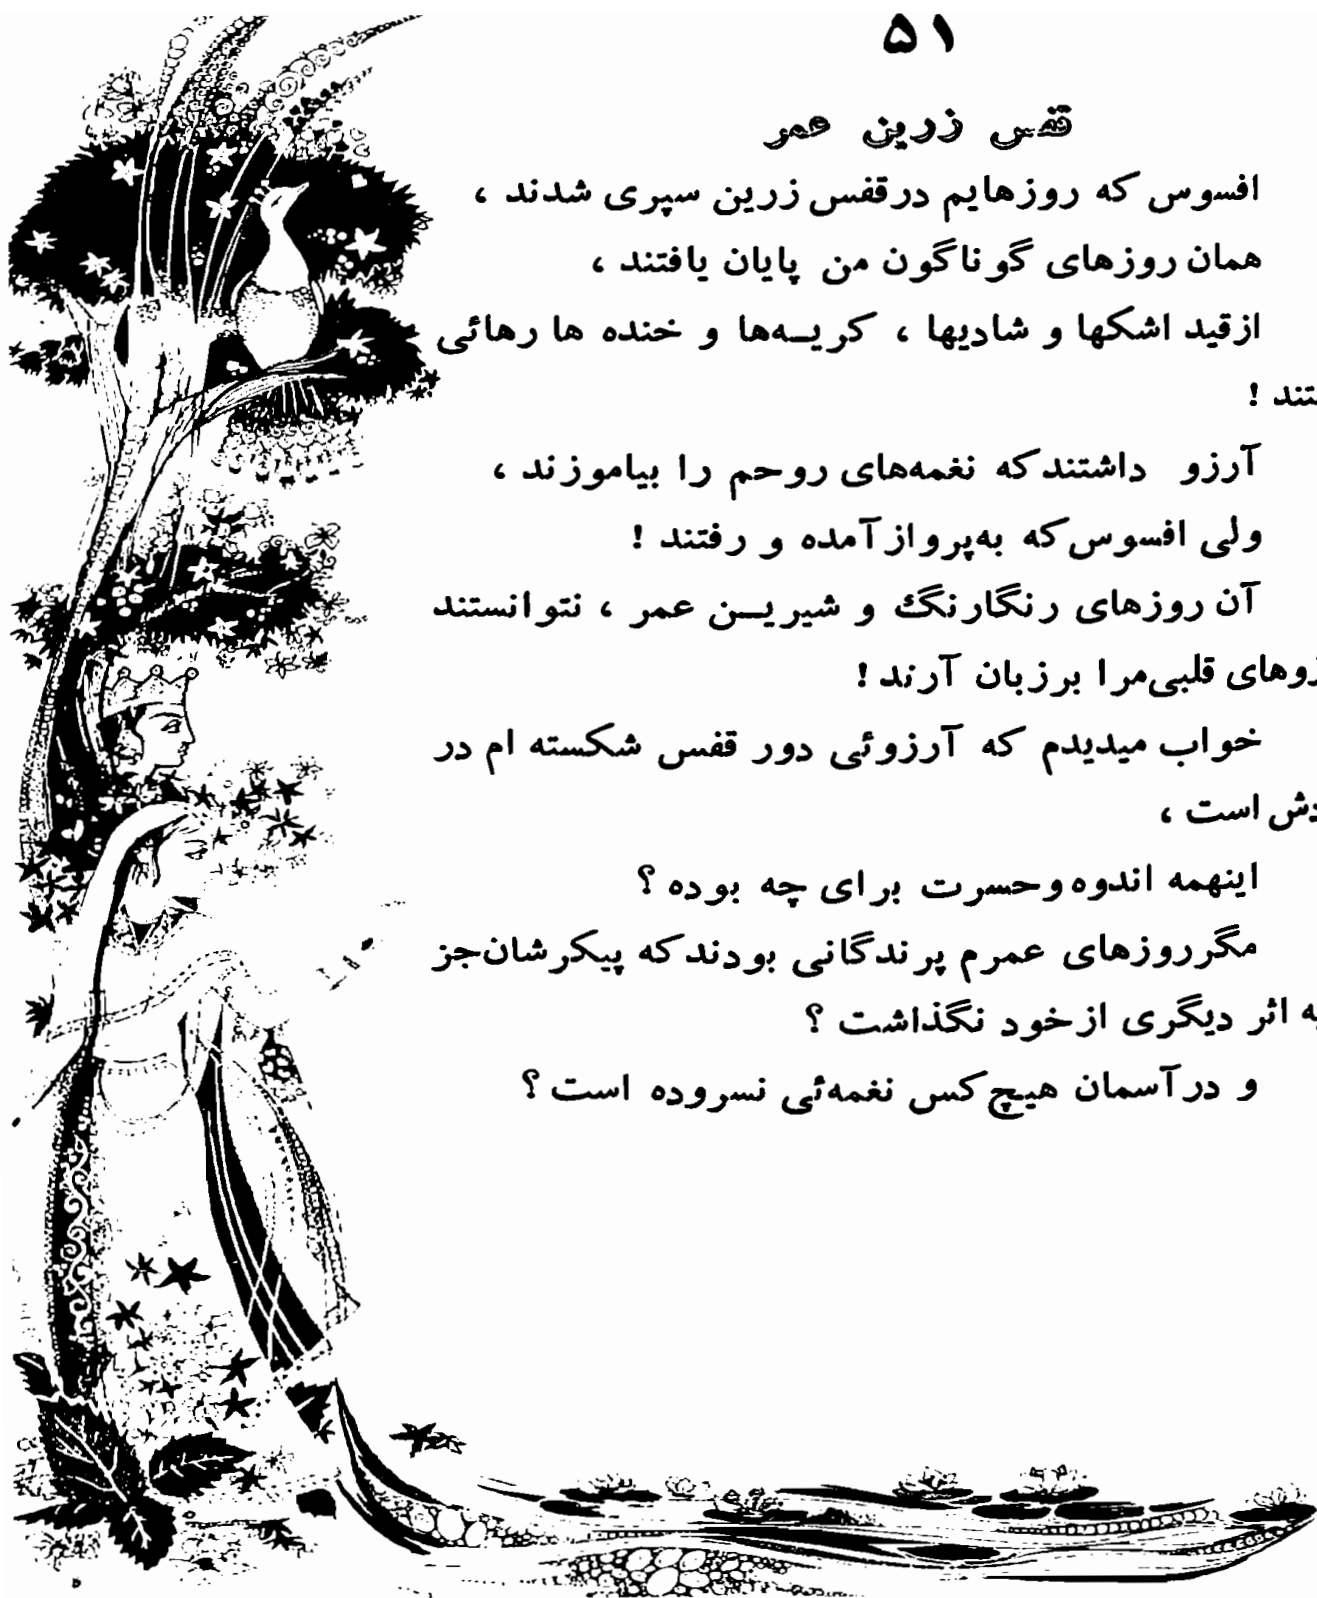 ۵۱
قفس زرین عمر
افسوس که روزهایم درقفس زرین سپری شدند ،
همان روزهای گوناگون من پایان یافتند ،
ازقید اشکها و شادیها ، کریه‌ها و خنده ها رهائی
!
آرزو داشتندکه نغمه‌های روحم را بیاموزند ،
ولی افسوس‌که به‌پروازآمده و رفتند !
آن روزهای رنگارنگ و شیرین عمر ، نتوانستند
قلبی‌مرا برزبان آرند !
خواب میدیدم که آرزوئی دور قفس شکسته ام در
است ،
اینهمه اندوه وحسرت برای چه بوده ؟
مگرروزهای عمرم پرندگانی بودندکه پیکرشان‌جز
اثر دیگری ازخود نگذاشت ؟
و درآسمان هیچ‌کس نغمه‌ئی نسروده است ؟